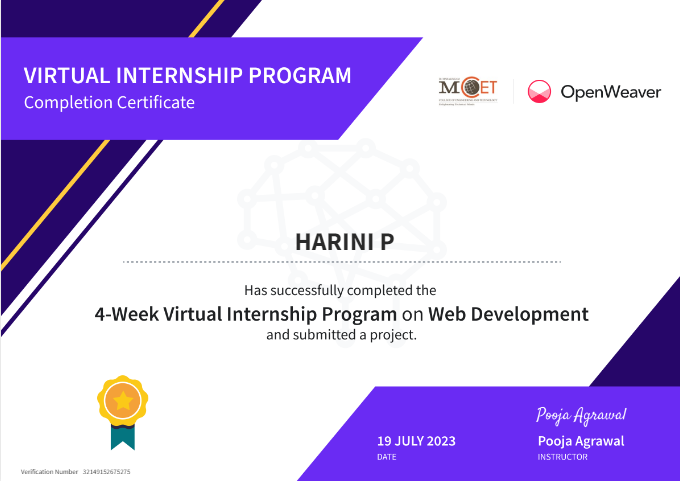 VIRTUAL INTERNSHIP PROGRAM
Completion Certificate
MCET
OpenWeaver
HARINI P
Has successfully completed the
4-Week Virtual Internship Program on Web Development
and submitted a project.
Pooja Agrawal
19 JULY 2023
Pooja Agrawal
DATE
INSTRUCTOR
Verification Number 32149152675275